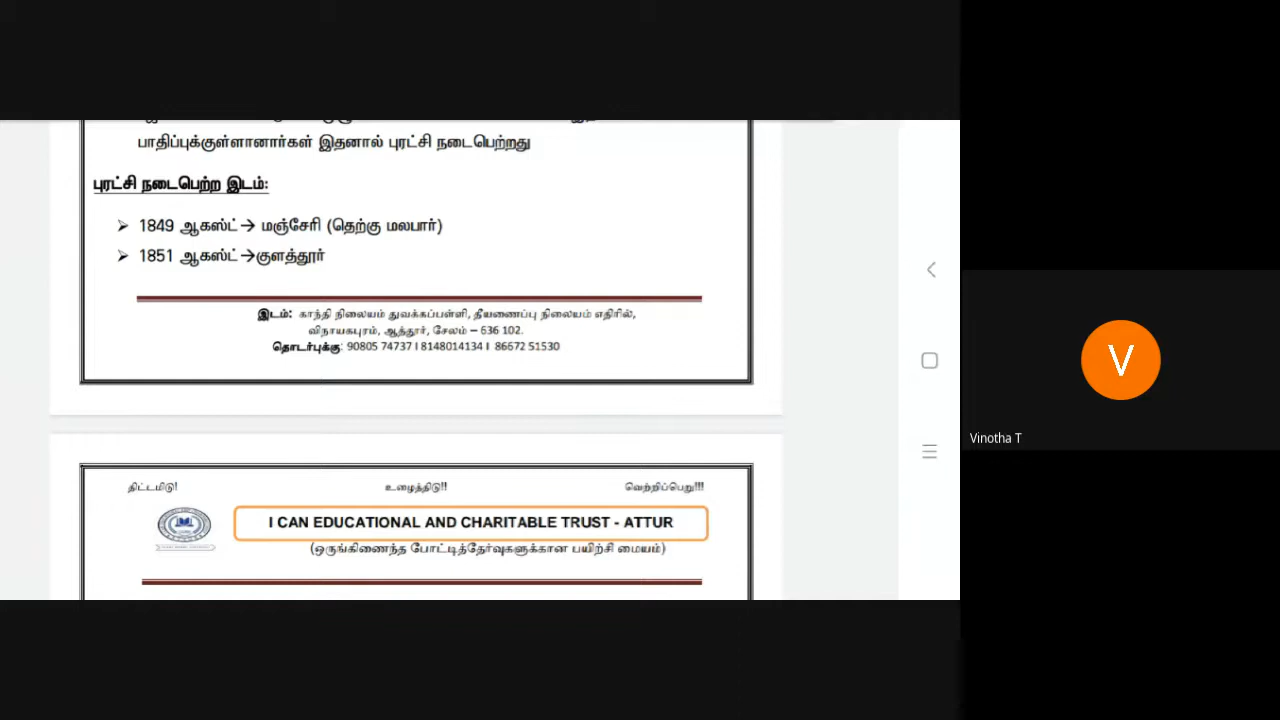 பாதிப்புக்குள்ளானார்கள் இதனால் புரட்சி நடைபெற்றது
புரட்சி நடைபெற்ற இடம்:
➢ 1849 ஆகஸ்ட்→ மஞ்சேரி (தெற்கு மலபார்)
➢ 1851 ஆகஸ்ட்→குளத்தூர்
இடம்: காந்தி நிலையம் துவக்கப்பள்ளி, தீயணைப்பு நிலையம் எதிரில்,
விநாயகபுரம், ஆத்தூர், சேலம் – 636 102.
தொடர்புக்கு: 90805 74737 I 8148014134 I 86672 51530
திட்டமிடு! உழைத்திடு!! வெற்றிப்பெறு!!!
I CAN EDUCATIONAL AND CHARITABLE TRUST - ATTUR
(ஒருங்கிணைந்த போட்டித்தேர்வுகளுக்கான பயிற்சி மையம்)
V
Vinotha T